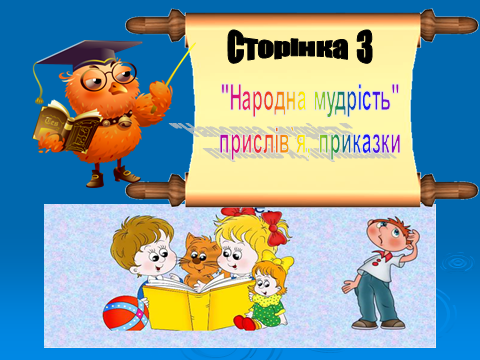 Сторінка 3
"Народна мудрість"
прислів я, приказки